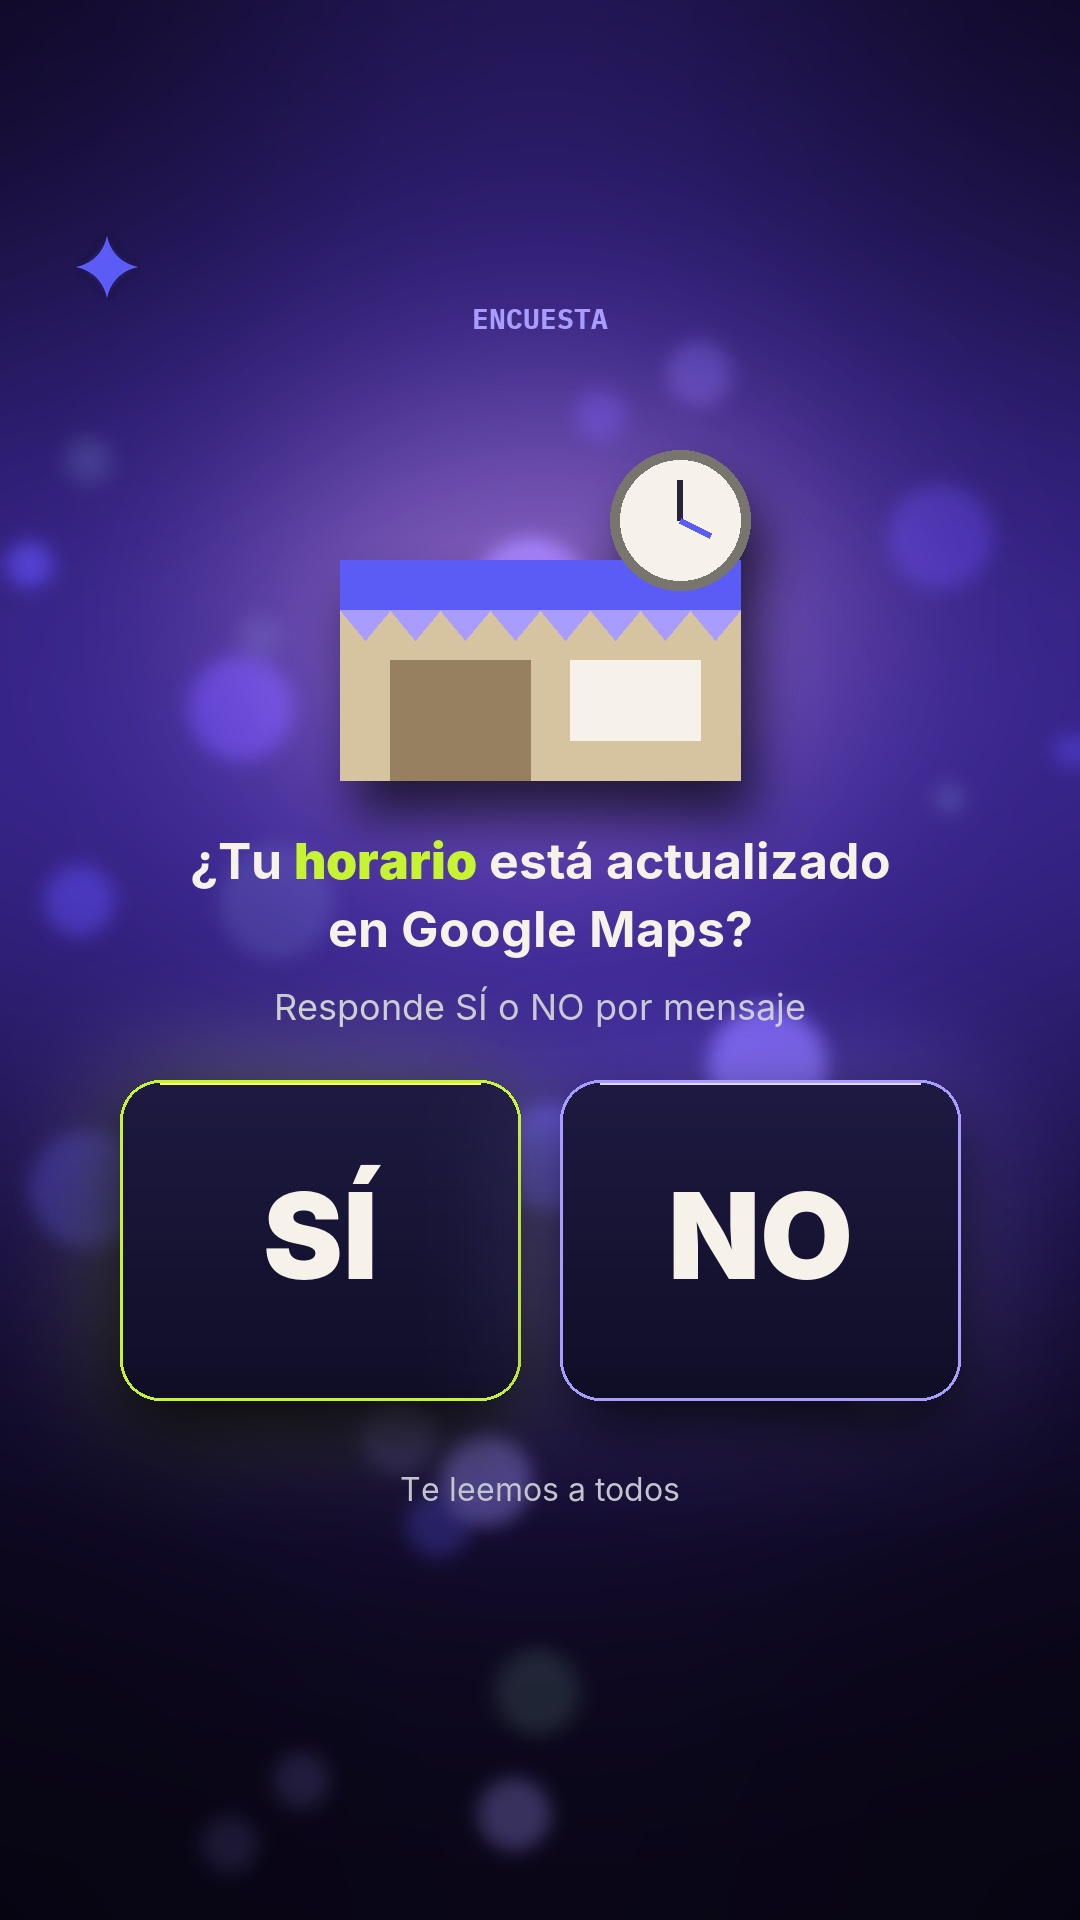 ENCUESTA
¿Tu horario está actualizado
en Google Maps?
Responde SÍ o NO por mensaje
SÍ
NO
Te leemos a todos